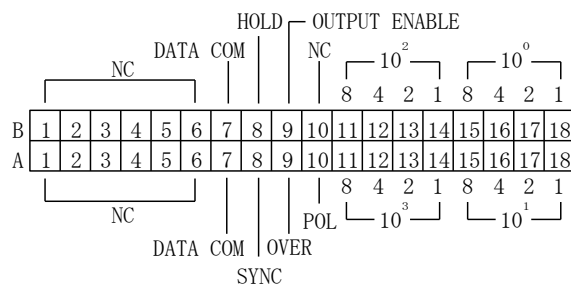 HOLD OUTPUT ENABLE
DATA COM NC 10² 10⁰
NC
8 4 2 1 8 4 2 1
B 1 2 3 4 5 6 7 8 9 10 11 12 13 14 15 16 17 18
A 1 2 3 4 5 6 7 8 9 10 11 12 13 14 15 16 17 18
8 4 2 1 8 4 2 1
NC
POL 10³ 10¹
DATA COM OVER
SYNC